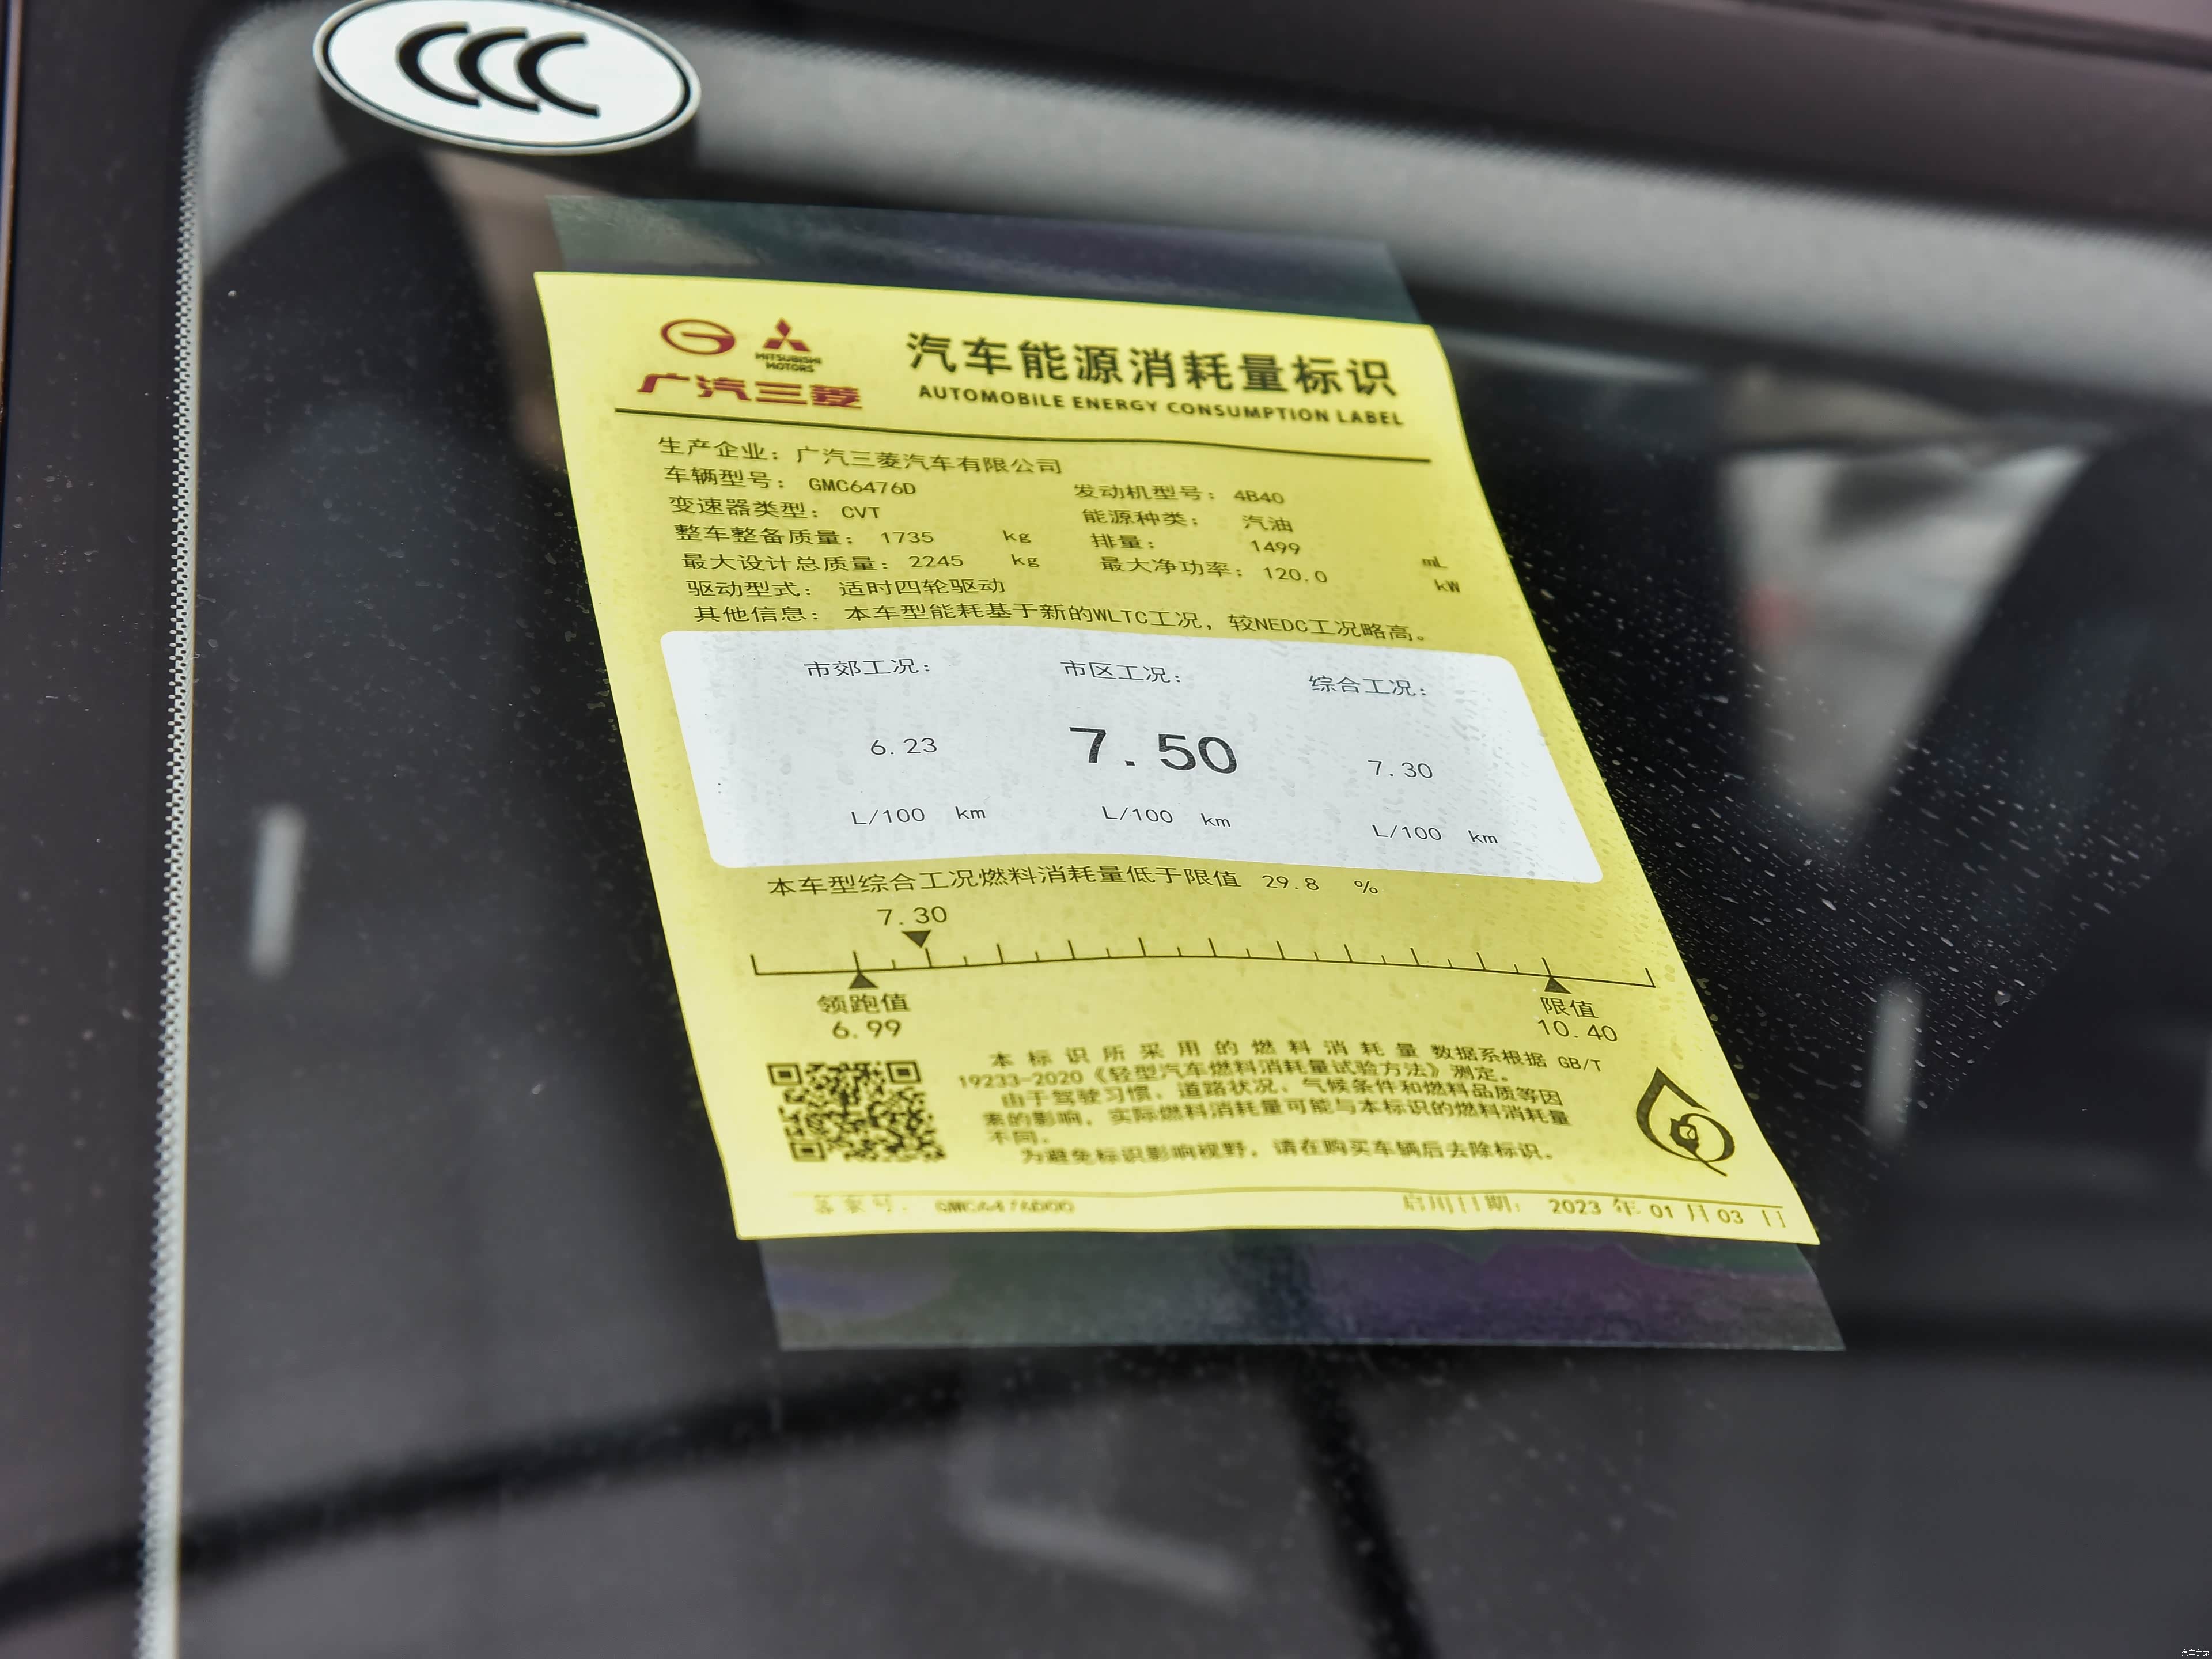 CCC
MITSUBISHI
MOTORS
广汽三菱
汽车能源消耗量标识
AUTOMOBILE ENERGY CONSUMPTION LABEL
生产企业：广汽三菱汽车有限公司
车辆型号：GMC6476D 发动机型号：4B40
变速器类型：CVT 能源种类：汽油
整车整备质量：1735 kg 排量：1499 mL
最大设计总质量：2245 kg 最大净功率：120.0 kW
驱动型式：适时四轮驱动
其他信息：本车型能耗基于新的WLTC工况，较NEDC工况略高。
市郊工况： 市区工况： 综合工况：
6.23 7.50 7.30
L/100 km L/100 km L/100 km
本车型综合工况燃料消耗量低于限值 29.8 %
7.30
领跑值 限值
6.99 10.40
本标识所采用的燃料消耗量数据系根据 GB/T
19233-2020《轻型汽车燃料消耗量试验方法》测定。
由于驾驶习惯、道路状况、气候条件和燃料品质等因
素的影响，实际燃料消耗量可能与本标识的燃料消耗量
不同。
为避免标识影响视野，请在购买车辆后去除标识。
启用日期：2023 年 01 月 03 日
汽车之家